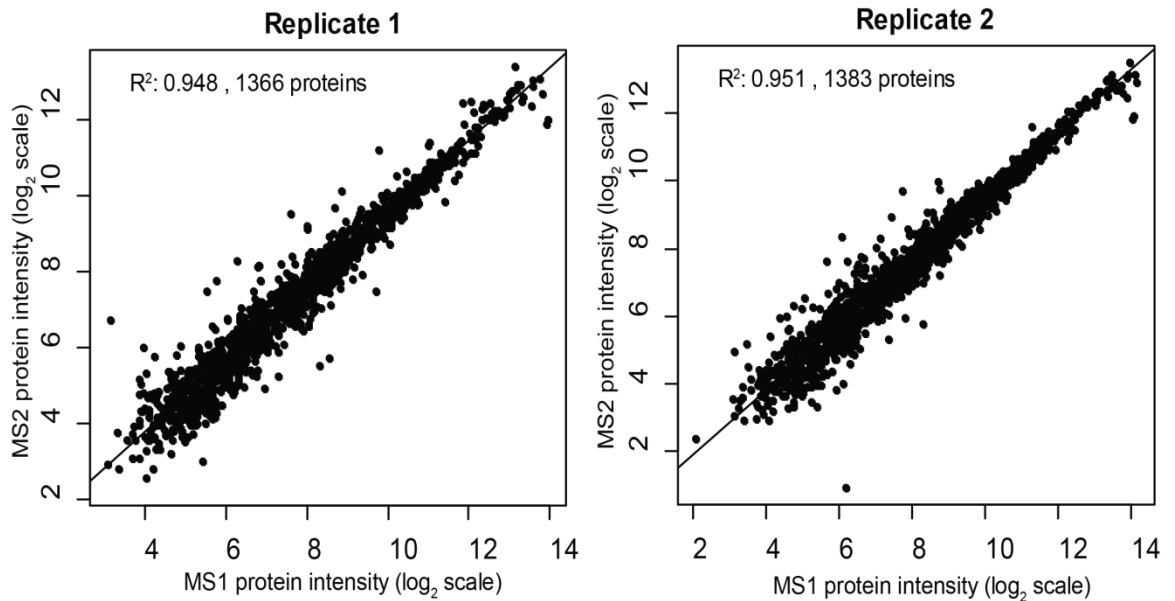 Replicate 1
R²: 0.948 , 1366 proteins
MS2 protein intensity (log₂ scale)
12
10
8
6
4
2
4 6 8 10 12 14
MS1 protein intensity (log₂ scale)
Replicate 2
R²: 0.951 , 1383 proteins
MS2 protein intensity (log₂ scale)
12
10
8
6
4
2
2 4 6 8 10 12 14
MS1 protein intensity (log₂ scale)